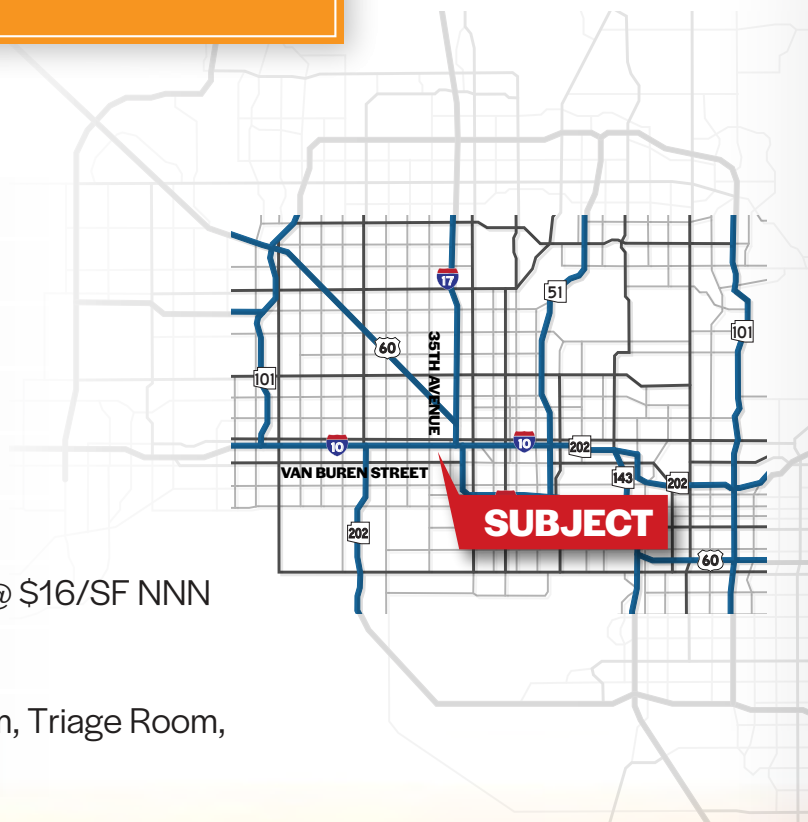 17
51
101
60
35TH AVENUE
101
10
10
202
VAN BUREN STREET
143
202
SUBJECT
202
60
@ $16/SF NNN
, Triage Room,